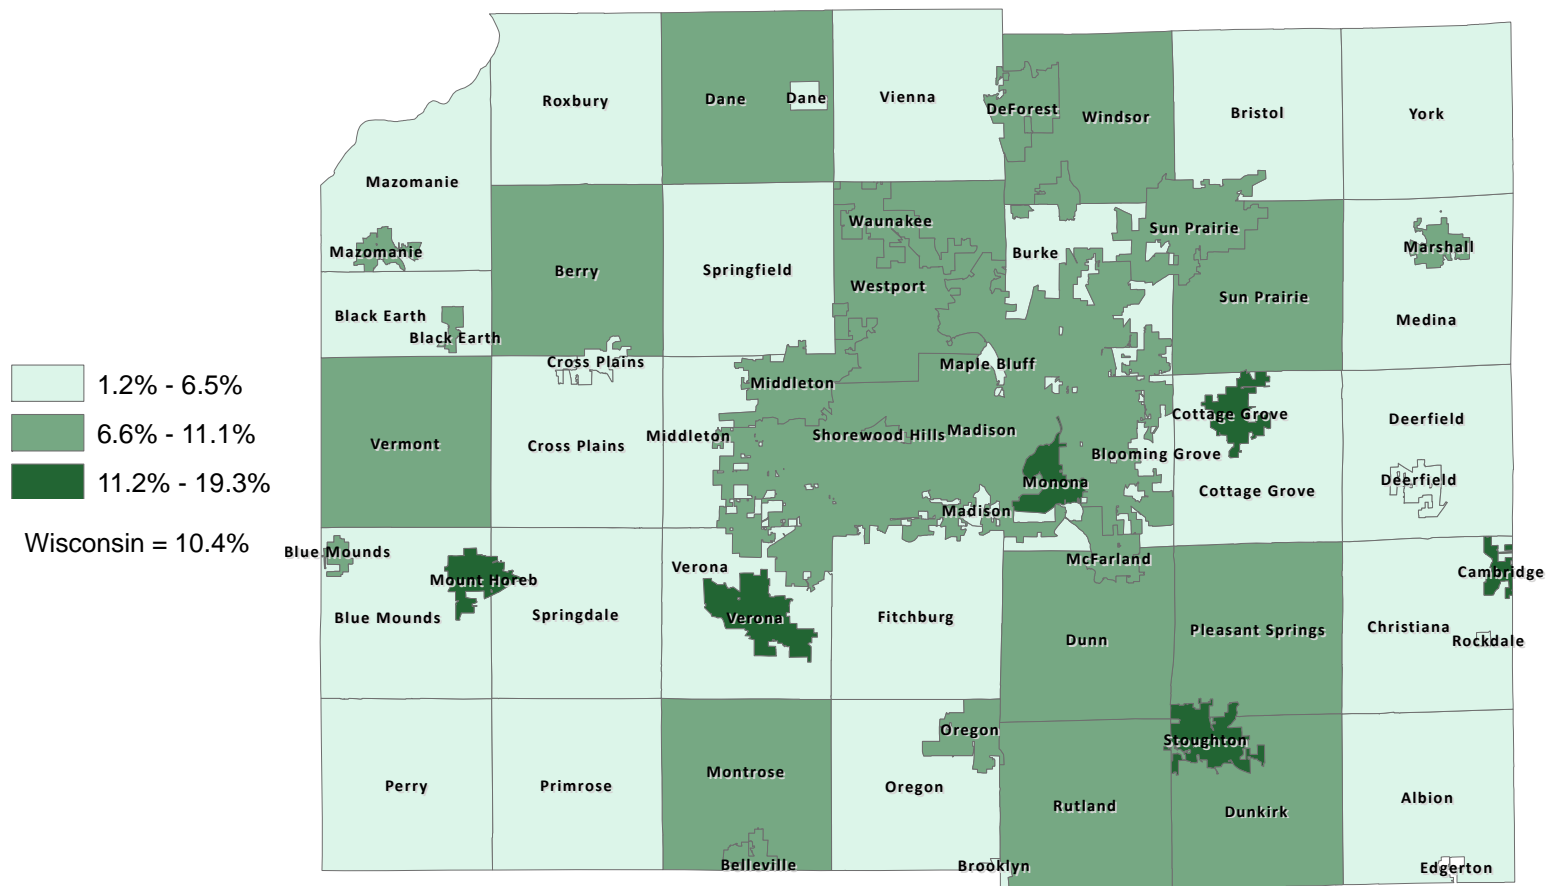 Roxbury
Dane
Dane
Vienna
DeForest
Windsor
Bristol
York
Mazomanie
Mazomanie
Berry
Springfield
Waunakee
Westport
Burke
Sun Prairie
Sun Prairie
Marshall
Medina
Black Earth
Black Earth
Cross Plains
Maple Bluff
Middleton
1.2% - 6.5%
6.6% - 11.1%
11.2% - 19.3%
Wisconsin = 10.4%
Vermont
Cross Plains
Middleton
Shorewood Hills
Madison
Cottage Grove
Deerfield
Blooming Grove
Monona
Madison
Cottage Grove
Deerfield
Blue Mounds
Mount Horeb
Blue Mounds
Springdale
Verona
Verona
Fitchburg
McFarland
Dunn
Pleasant Springs
Cambridge
Christiana
Rockdale
Perry
Primrose
Montrose
Oregon
Oregon
Stoughton
Rutland
Dunkirk
Albion
Belleville
Brooklyn
Edgerton